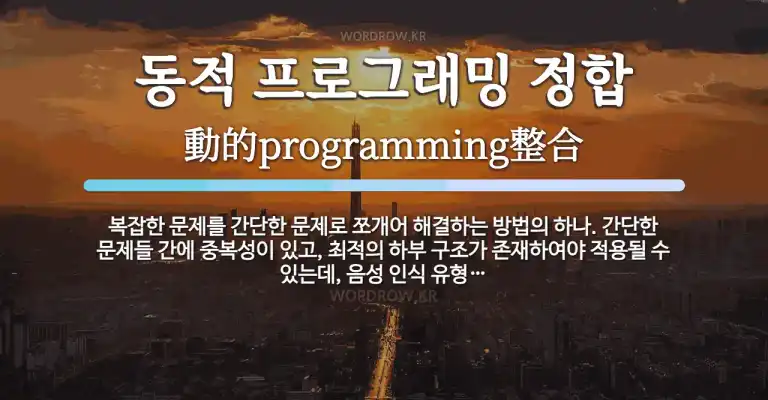 WORDROW.KR
동적 프로그래밍 정합
動的programming整合
복잡한 문제를 간단한 문제로 쪼개어 해결하는 방법의 하나. 간단한
문제들 간에 중복성이 있고, 최적의 하부 구조가 존재하여야 적용될 수
있는데, 음성 인식 유형…
WORDROW.KR